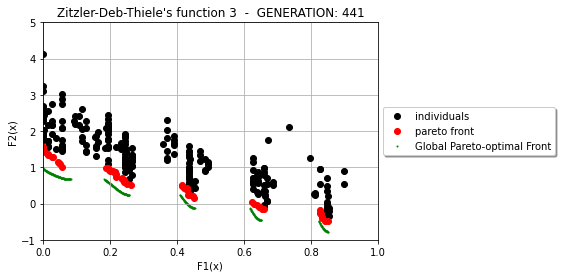 Zitzler-Deb-Thiele's function 3 - GENERATION: 441
5
4
3
2
1
0
−1
F2(x)
0.0 0.2 0.4 0.6 0.8 1.0
F1(x)
individuals
pareto front
Global Pareto-optimal Front